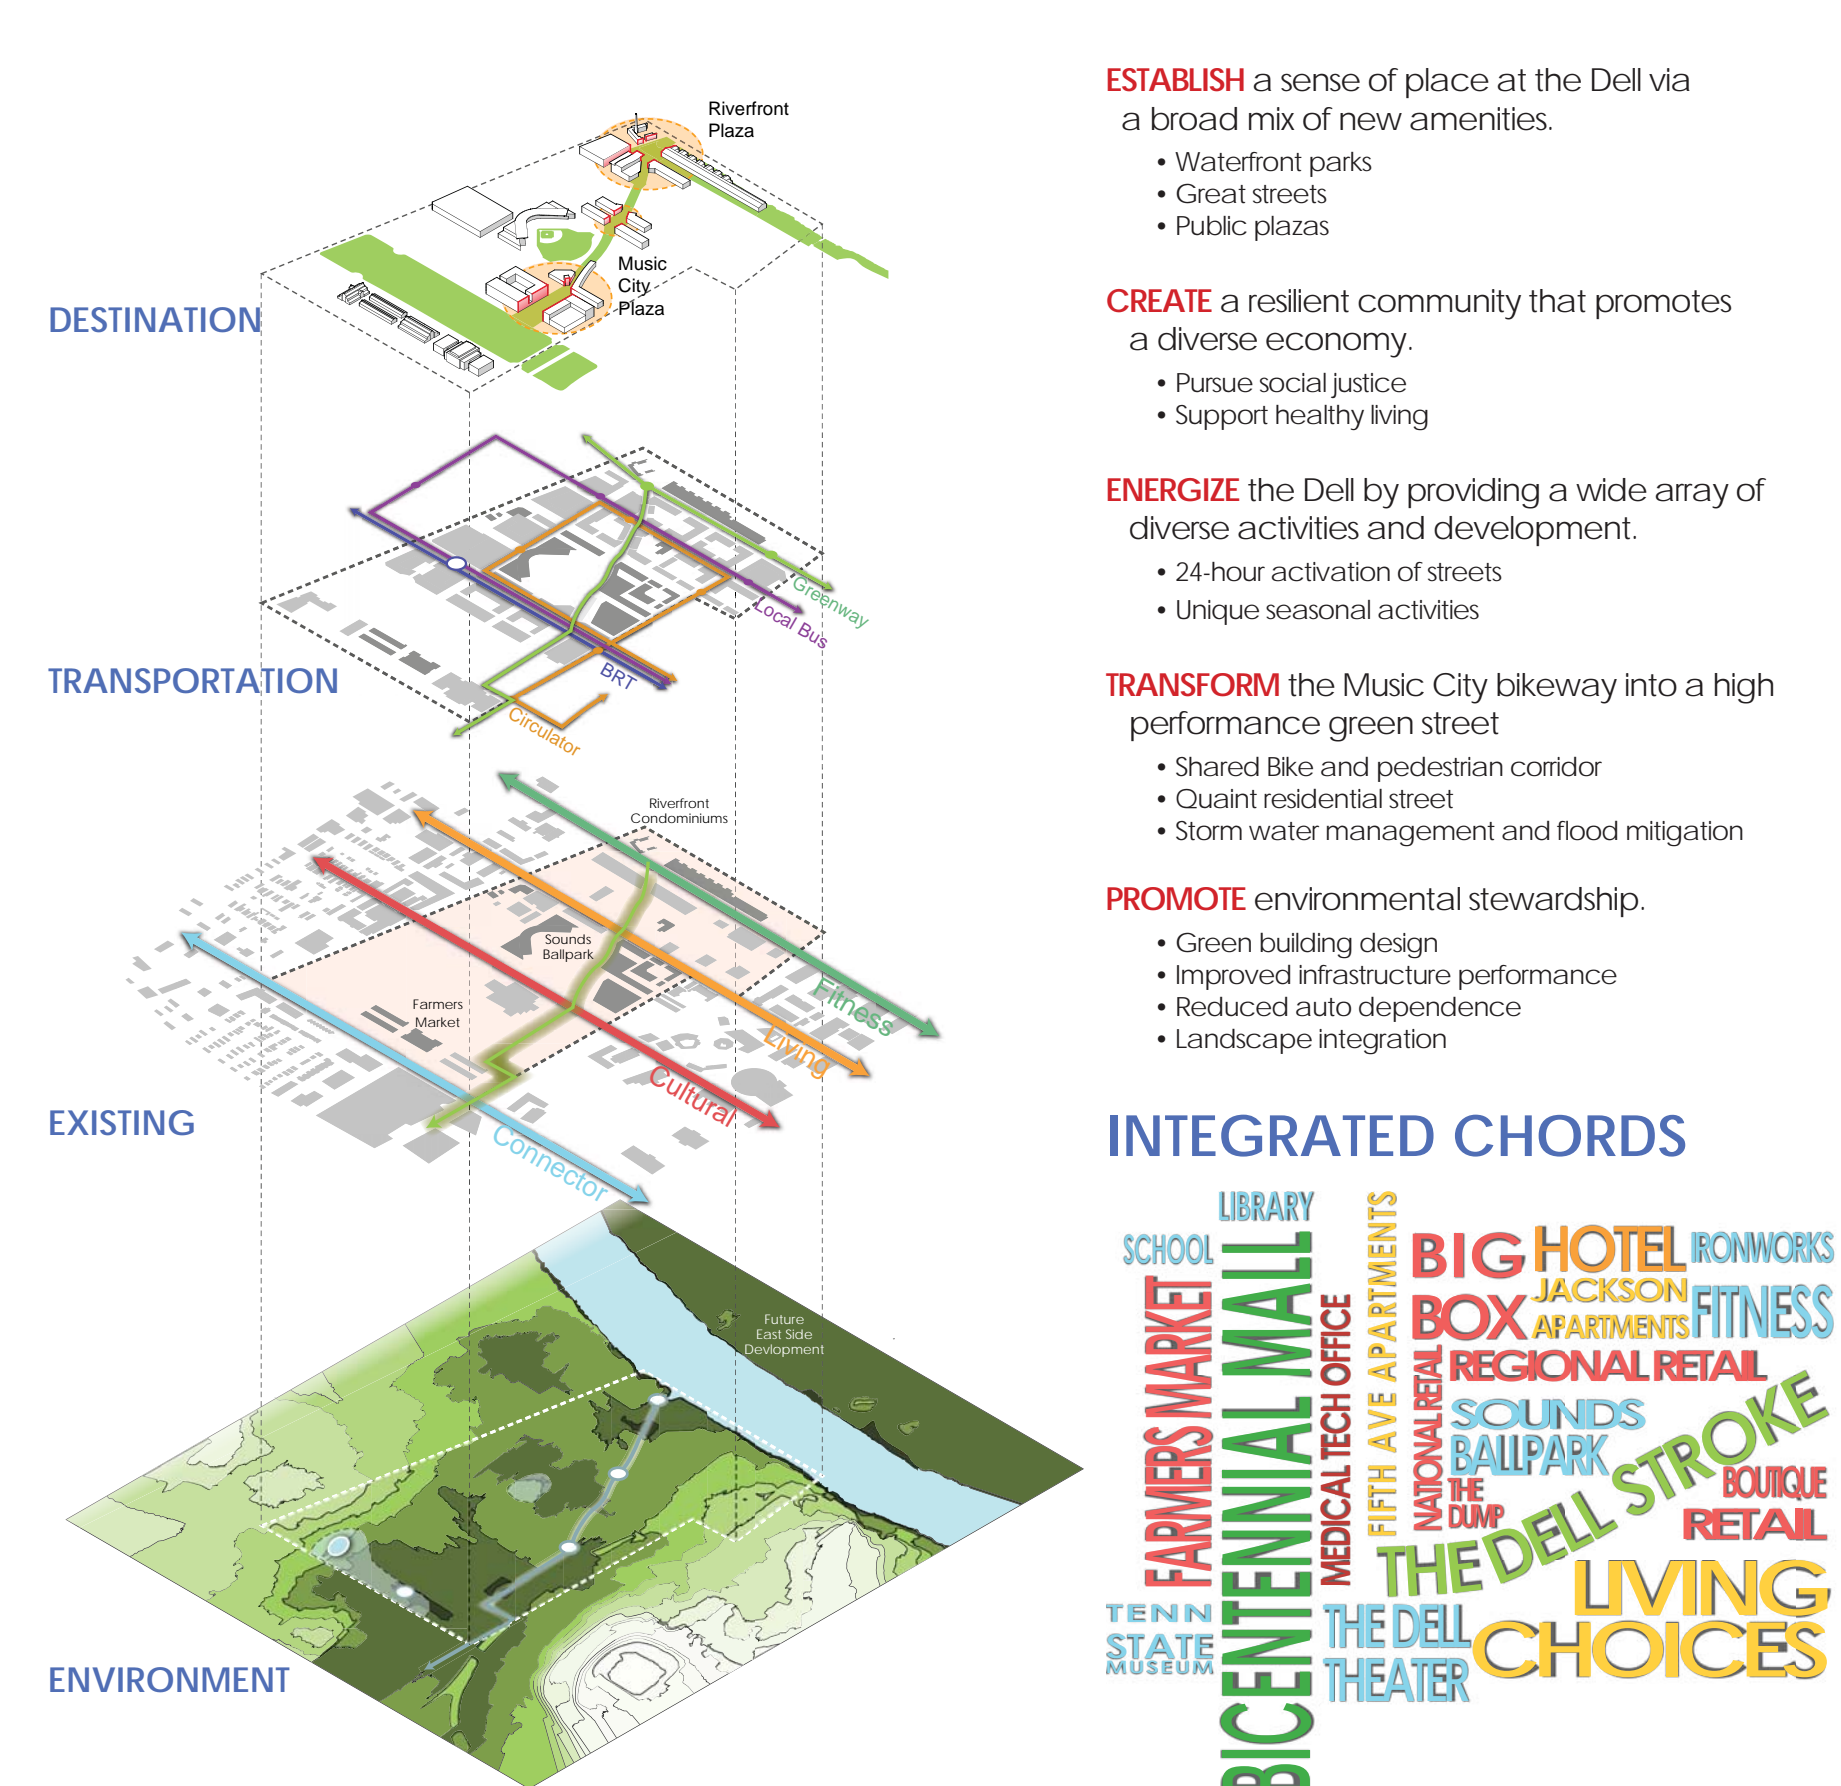 Riverfront
Plaza
Music
City
Plaza
DESTINATION
Greenway
Local Bus
BRT
Circulator
TRANSPORTATION
Riverfront
Condominiums
Sounds
Ballpark
Farmers
Market
Fitness
Living
Cultural
Connector
EXISTING
Future
East Side
Devlopment
ENVIRONMENT
ESTABLISH a sense of place at the Dell via
a broad mix of new amenities.
• Waterfront parks
• Great streets
• Public plazas
CREATE a resilient community that promotes
a diverse economy.
• Pursue social justice
• Support healthy living
ENERGIZE the Dell by providing a wide array of
diverse activities and development.
• 24-hour activation of streets
• Unique seasonal activities
TRANSFORM the Music City bikeway into a high
performance green street
• Shared Bike and pedestrian corridor
• Quaint residential street
• Storm water management and flood mitigation
PROMOTE environmental stewardship.
• Green building design
• Improved infrastructure performance
• Reduced auto dependence
• Landscape integration
INTEGRATED CHORDS
LIBRARY
SCHOOL
FARMERS MARKET
BICENTENNIAL MALL
MEDICAL TECH OFFICE
FIFTH AVE APARTMENTS
BIG
BOX
HOTEL
IRONWORKS
JACKSON
APARTMENTS
FITNESS
NATIONAL RETAIL
REGIONAL RETAIL
SOUNDS
BALLPARK
THE
DUMP
THE DELL STROKE
BOUTIQUE
RETAIL
LIVING
CHOICES
TENN
STATE
MUSEUM
THE DELL
THEATER